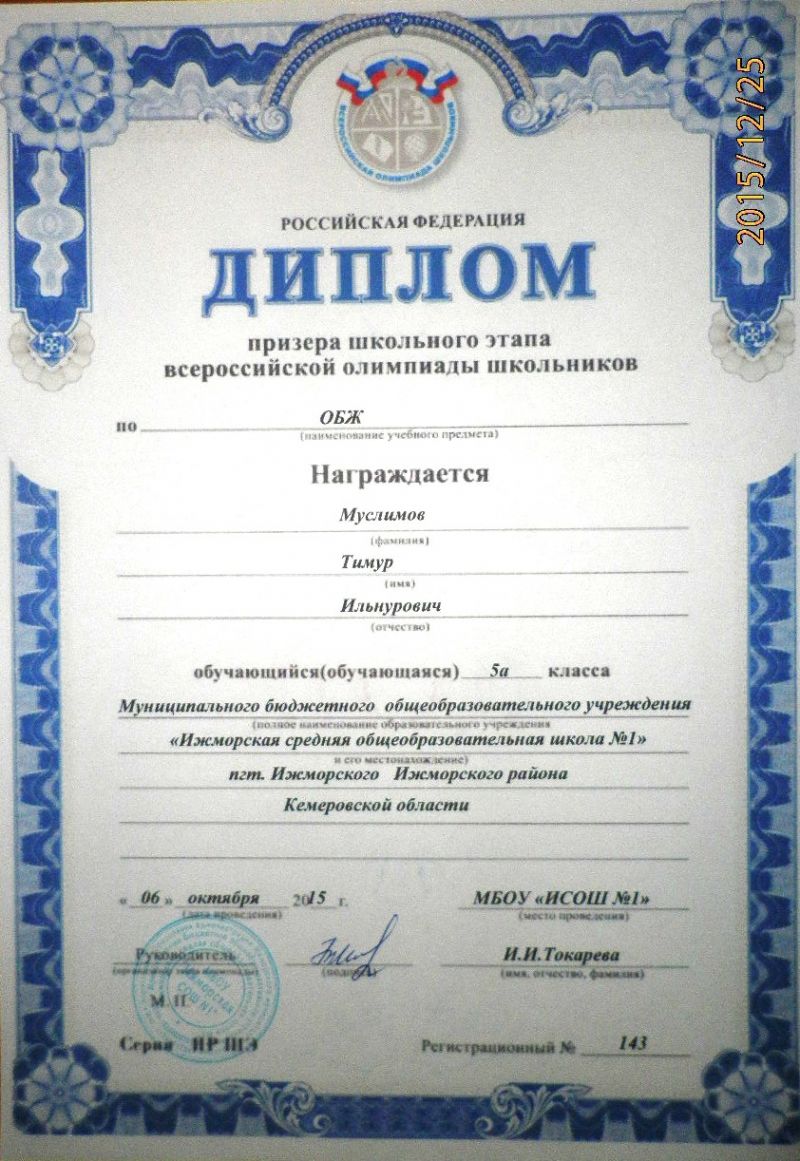 2015/12/25
ВСЕРОССИЙСКАЯ ОЛИМПИАДА ШКОЛЬНИКОВ
РОССИЙСКАЯ ФЕДЕРАЦИЯ
ДИПЛОМ
призера школьного этапа
всероссийской олимпиады школьников
по ОБЖ
(наименование учебного предмета)
Награждается
Муслимов
(фамилия)
Тимур
(имя)
Ильнурович
(отчество)
обучающийся(обучающаяся) 5а класса
Муниципального бюджетного общеобразовательного учреждения
(полное наименование образовательного учреждения
«Ижморская средняя общеобразовательная школа №1»
и его местонахождение)
пгт. Ижморского Ижморского района
Кемеровской области
« 06 » октября 2015 г. МБОУ «ИСОШ №1»
(дата проведения) (место проведения)
Руководитель И.И.Токарева
(подпись) (имя, отчество, фамилия)
М.П.
Серия ПР ШЭ Регистрационный № 143